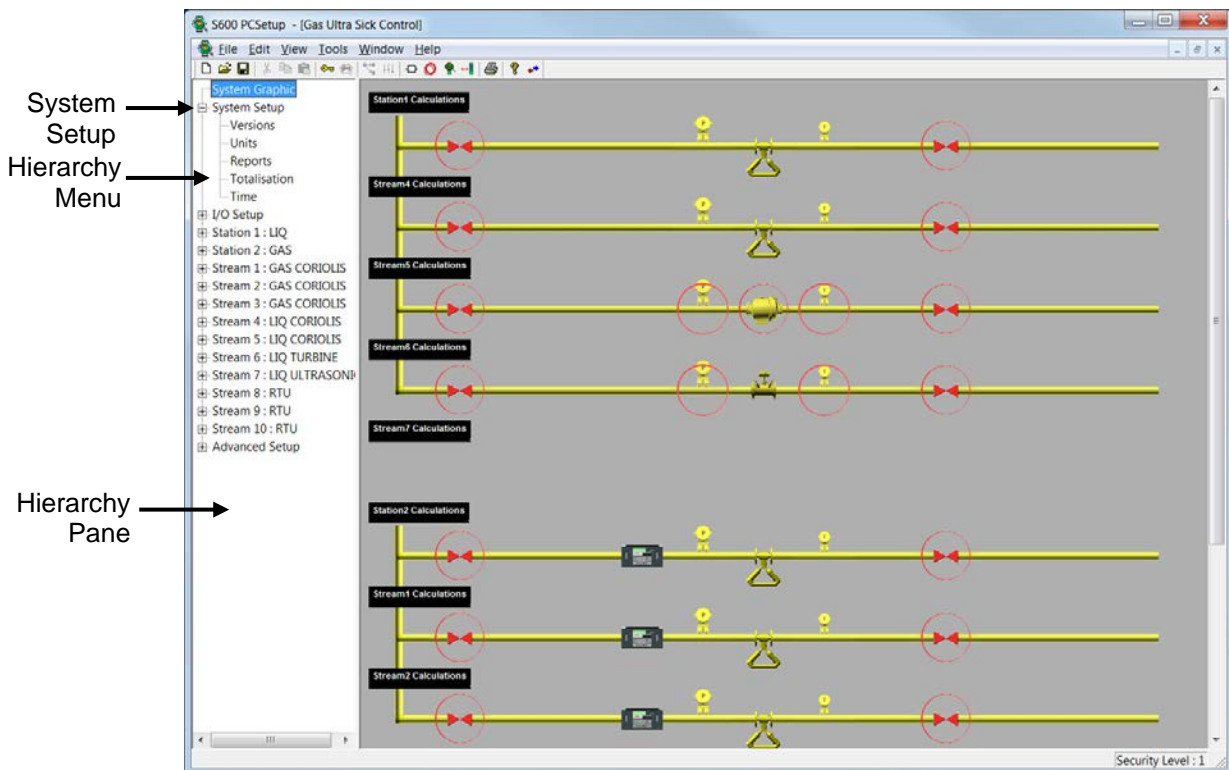 S600 PCSetup - [Gas Ultra Sick Control]
File Edit View Tools Window Help
System Graphic
System Setup
Versions
Units
Reports
Totalisation
Time
I/O Setup
Station 1 : LIQ
Station 2 : GAS
Stream 1 : GAS CORIOLIS
Stream 2 : GAS CORIOLIS
Stream 3 : GAS CORIOLIS
Stream 4 : LIQ CORIOLIS
Stream 5 : LIQ CORIOLIS
Stream 6 : LIQ TURBINE
Stream 7 : LIQ ULTRASONI
Stream 8 : RTU
Stream 9 : RTU
Stream 10 : RTU
Advanced Setup
System
Setup
Hierarchy
Menu
Hierarchy
Pane
Station1 Calculations
Stream4 Calculations
Stream5 Calculations
Stream6 Calculations
Stream7 Calculations
Station2 Calculations
Stream1 Calculations
Stream2 Calculations
Security Level : 1